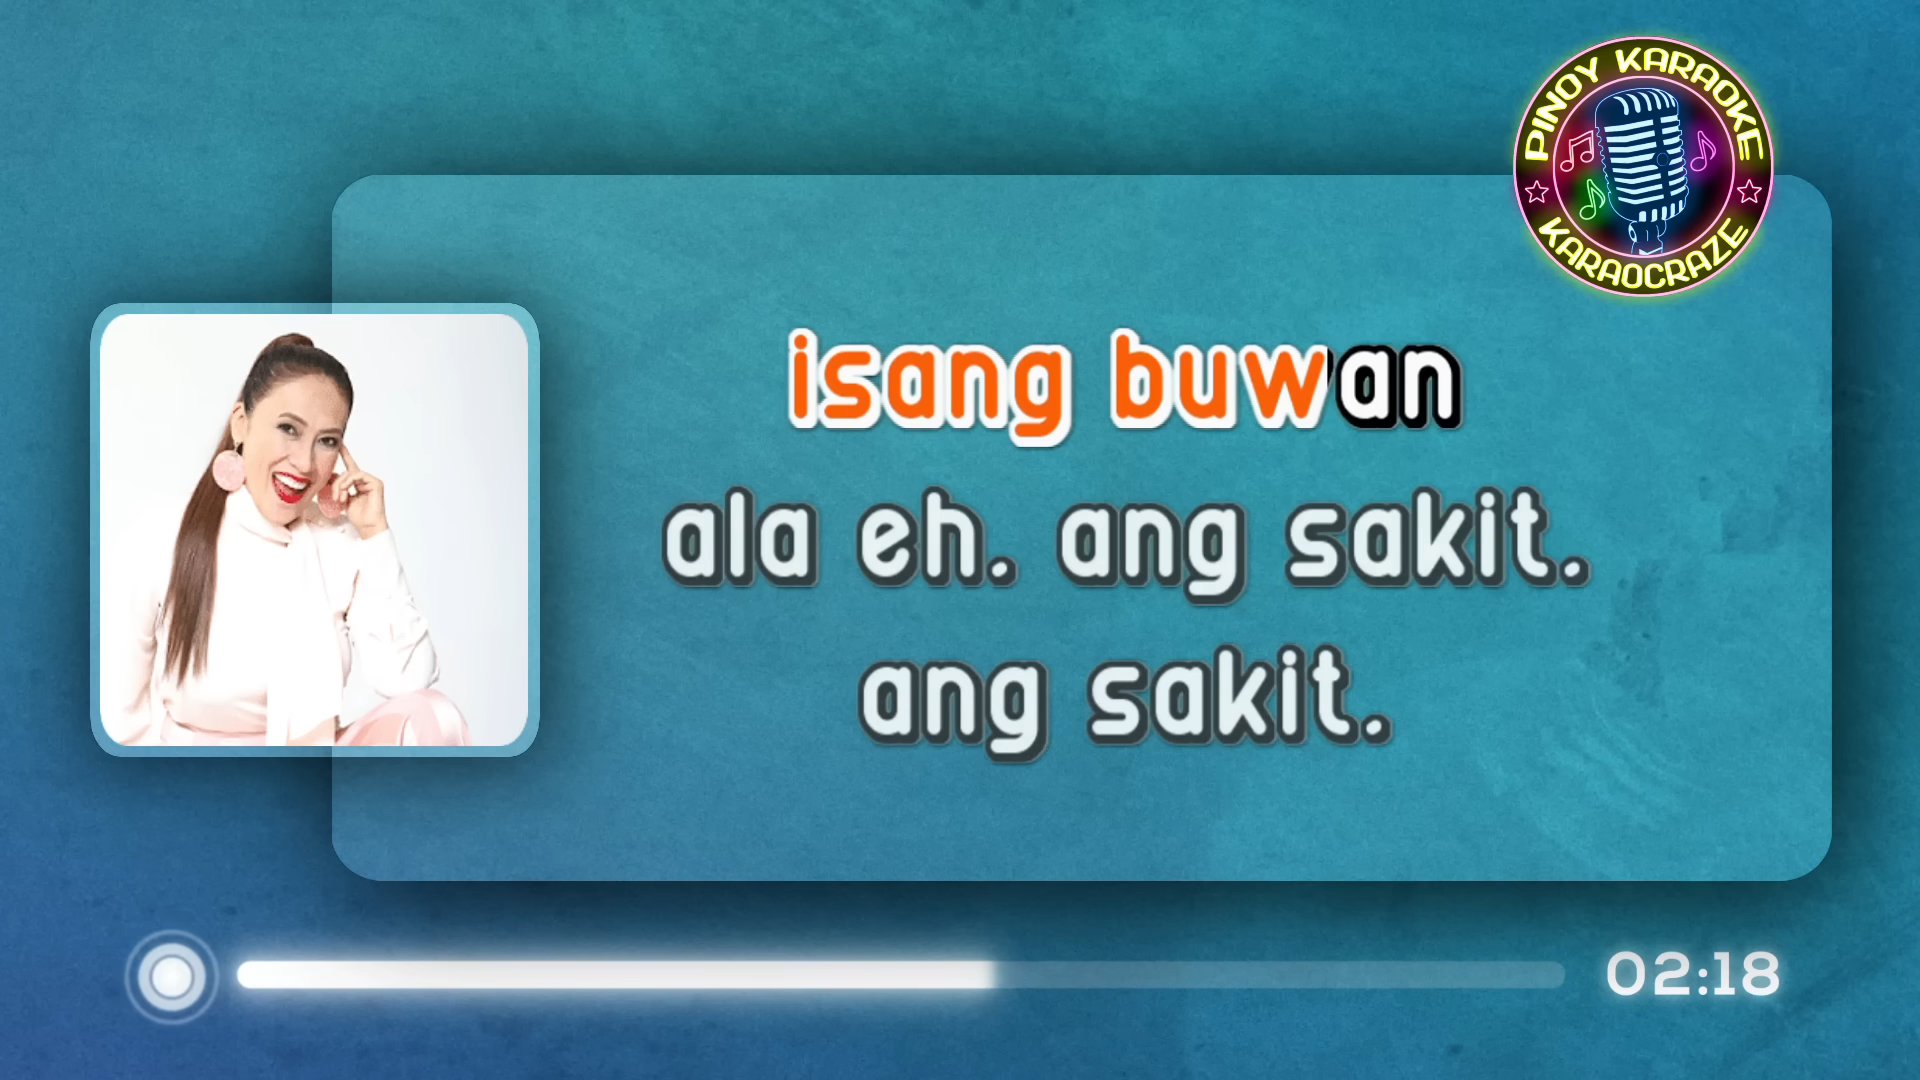 PINOY KARAOKE
KARAOCRAZE
isang buwan
ala eh. ang sakit.
ang sakit.
02:18